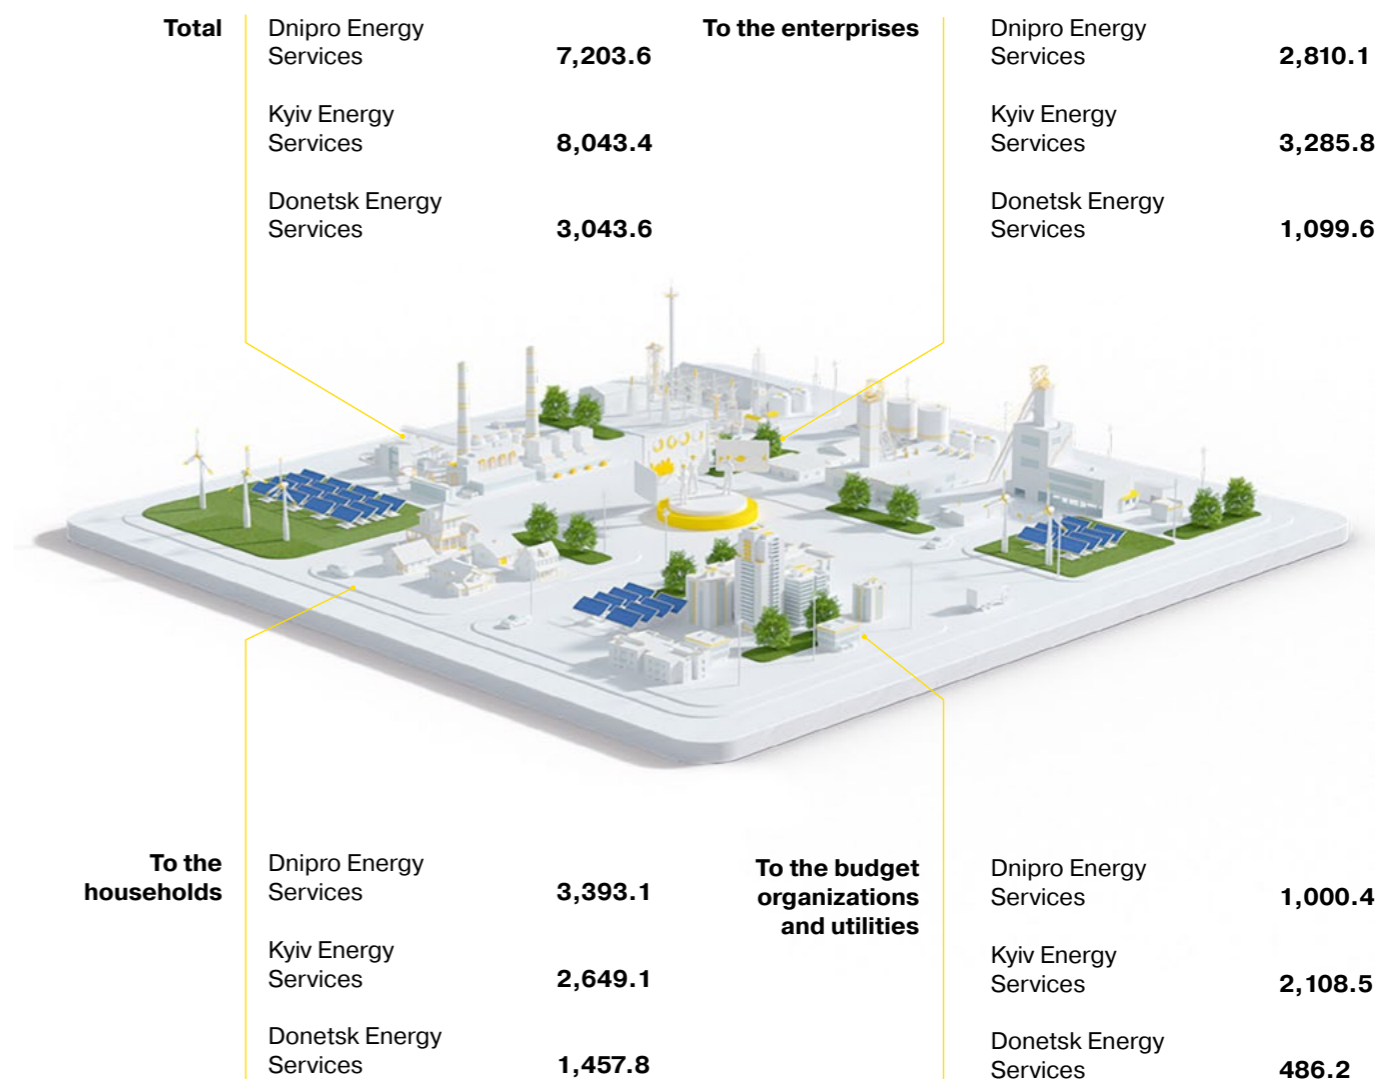 Total
Dnipro Energy
Services 7,203.6
Kyiv Energy
Services 8,043.4
Donetsk Energy
Services 3,043.6
To the enterprises
Dnipro Energy
Services 2,810.1
Kyiv Energy
Services 3,285.8
Donetsk Energy
Services 1,099.6
To the
households
Dnipro Energy
Services 3,393.1
Kyiv Energy
Services 2,649.1
Donetsk Energy
Services 1,457.8
To the budget
organizations
and utilities
Dnipro Energy
Services 1,000.4
Kyiv Energy
Services 2,108.5
Donetsk Energy
Services 486.2